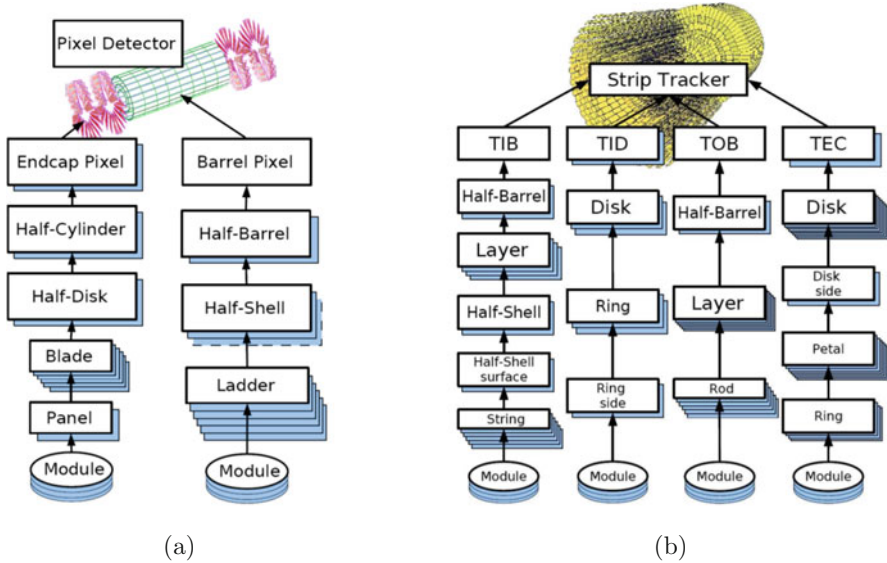 Pixel Detector
Endcap Pixel
Barrel Pixel
Half-Cylinder
Half-Barrel
Half-Disk
Half-Shell
Blade
Ladder
Panel
Module
Module
(a)
Strip Tracker
TIB
TID
TOB
TEC
Half-Barrel
Disk
Half-Barrel
Disk
Layer
Disk
side
Half-Shell
Ring
Layer
Petal
Half-Shell
surface
Ring
side
Rod
String
Ring
Module
Module
Module
Module
(b)